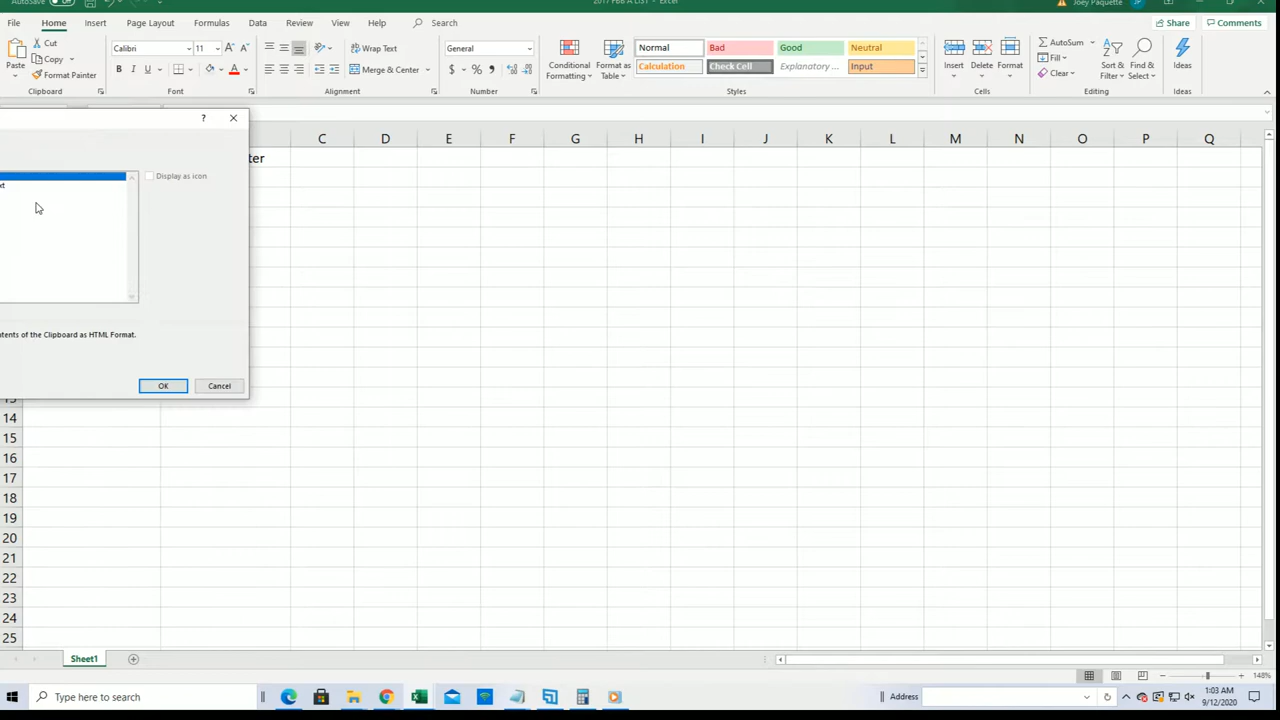 AutoSave 2017 PBB A LIST - Excel Joey Paquette JP
File Home Insert Page Layout Formulas Data Review View Help Search Share Comments
Cut
Copy
Format Painter
Paste
Calibri 11
B I U
Wrap Text
Merge & Center
General
$ % ,
Conditional Formatting
Format as Table
Normal Bad Good Neutral
Calculation Check Cell Explanatory ... Input
Insert Delete Format
AutoSum
Fill
Clear
Sort & Filter
Find & Select
Ideas
Clipboard Font Alignment Number Styles Cells Editing Ideas
?
C D E F G H I J K L M N O P Q
ter
Display as icon
xt
tents of the Clipboard as HTML Format.
OK Cancel
13
14
15
16
17
18
19
20
21
22
23
24
25
Sheet1
148%
Type here to search
Address
1:03 AM
9/12/2020